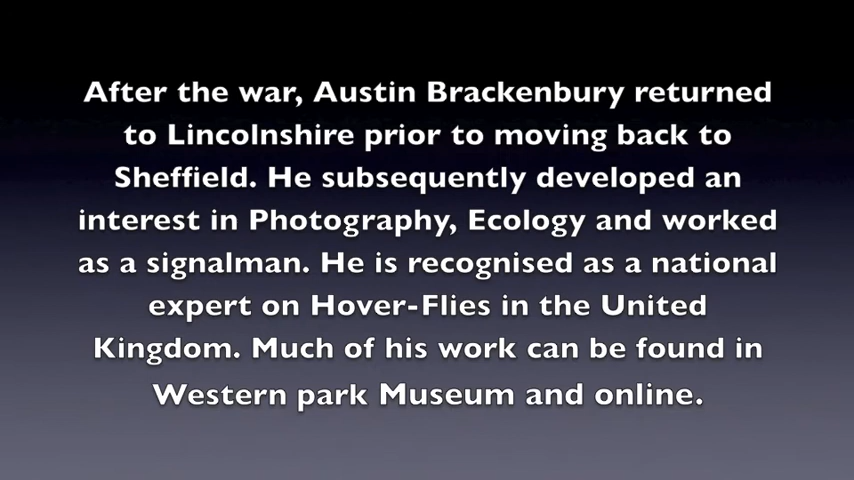 After the war, Austin Brackenbury returned
to Lincolnshire prior to moving back to
Sheffield. He subsequently developed an
interest in Photography, Ecology and worked
as a signalman. He is recognised as a national
expert on Hover-Flies in the United
Kingdom. Much of his work can be found in
Western park Museum and online.